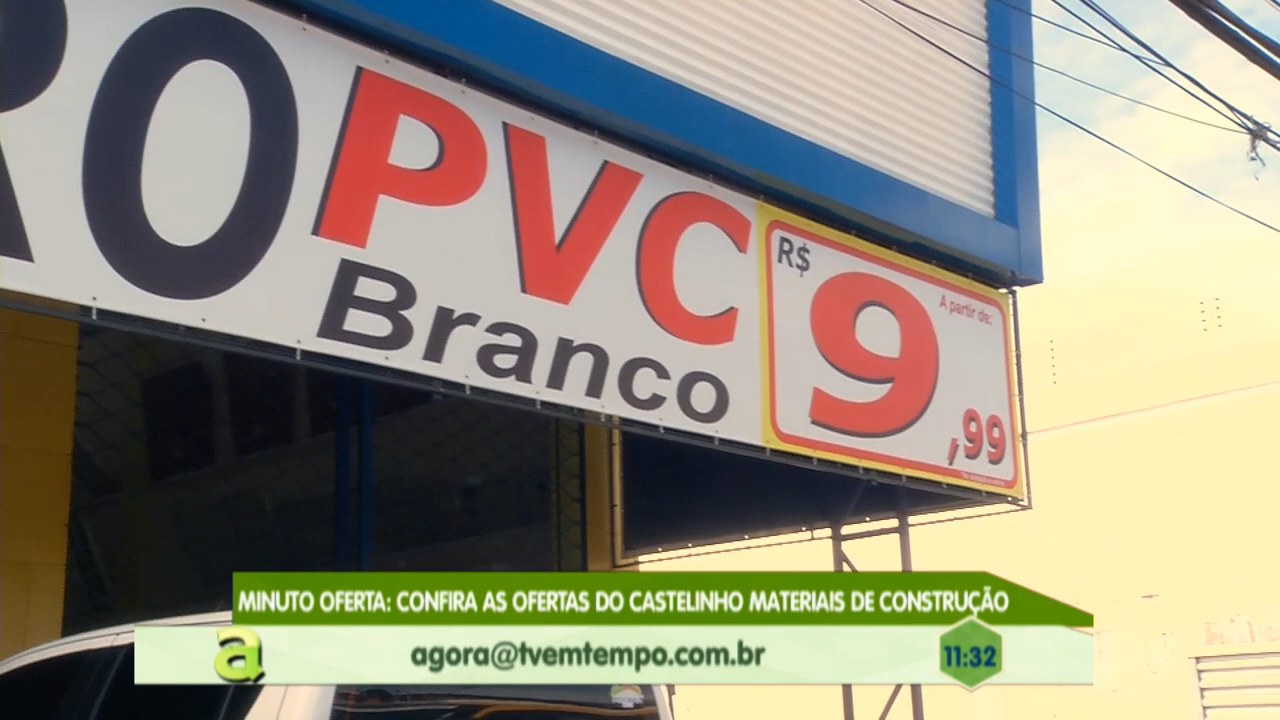 RO PVC
Branco
R$ 9,99
A partir de:
MINUTO OFERTA: CONFIRA AS OFERTAS DO CASTELINHO MATERIAIS DE CONSTRUÇÃO
a
agora@tvemtempo.com.br
11:32